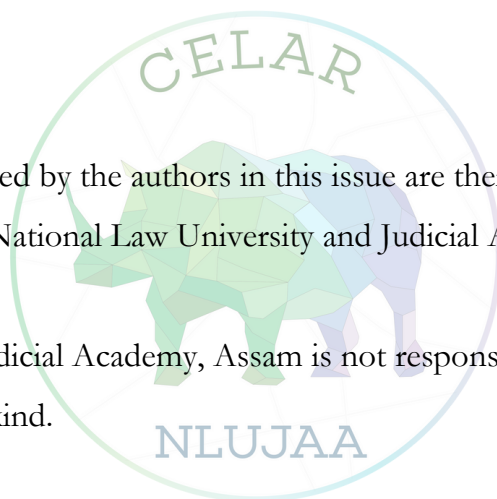 CELAR
ed by the authors in this issue are thei
National Law University and Judicial A
dicial Academy, Assam is not respons
kind.
NLUJAA